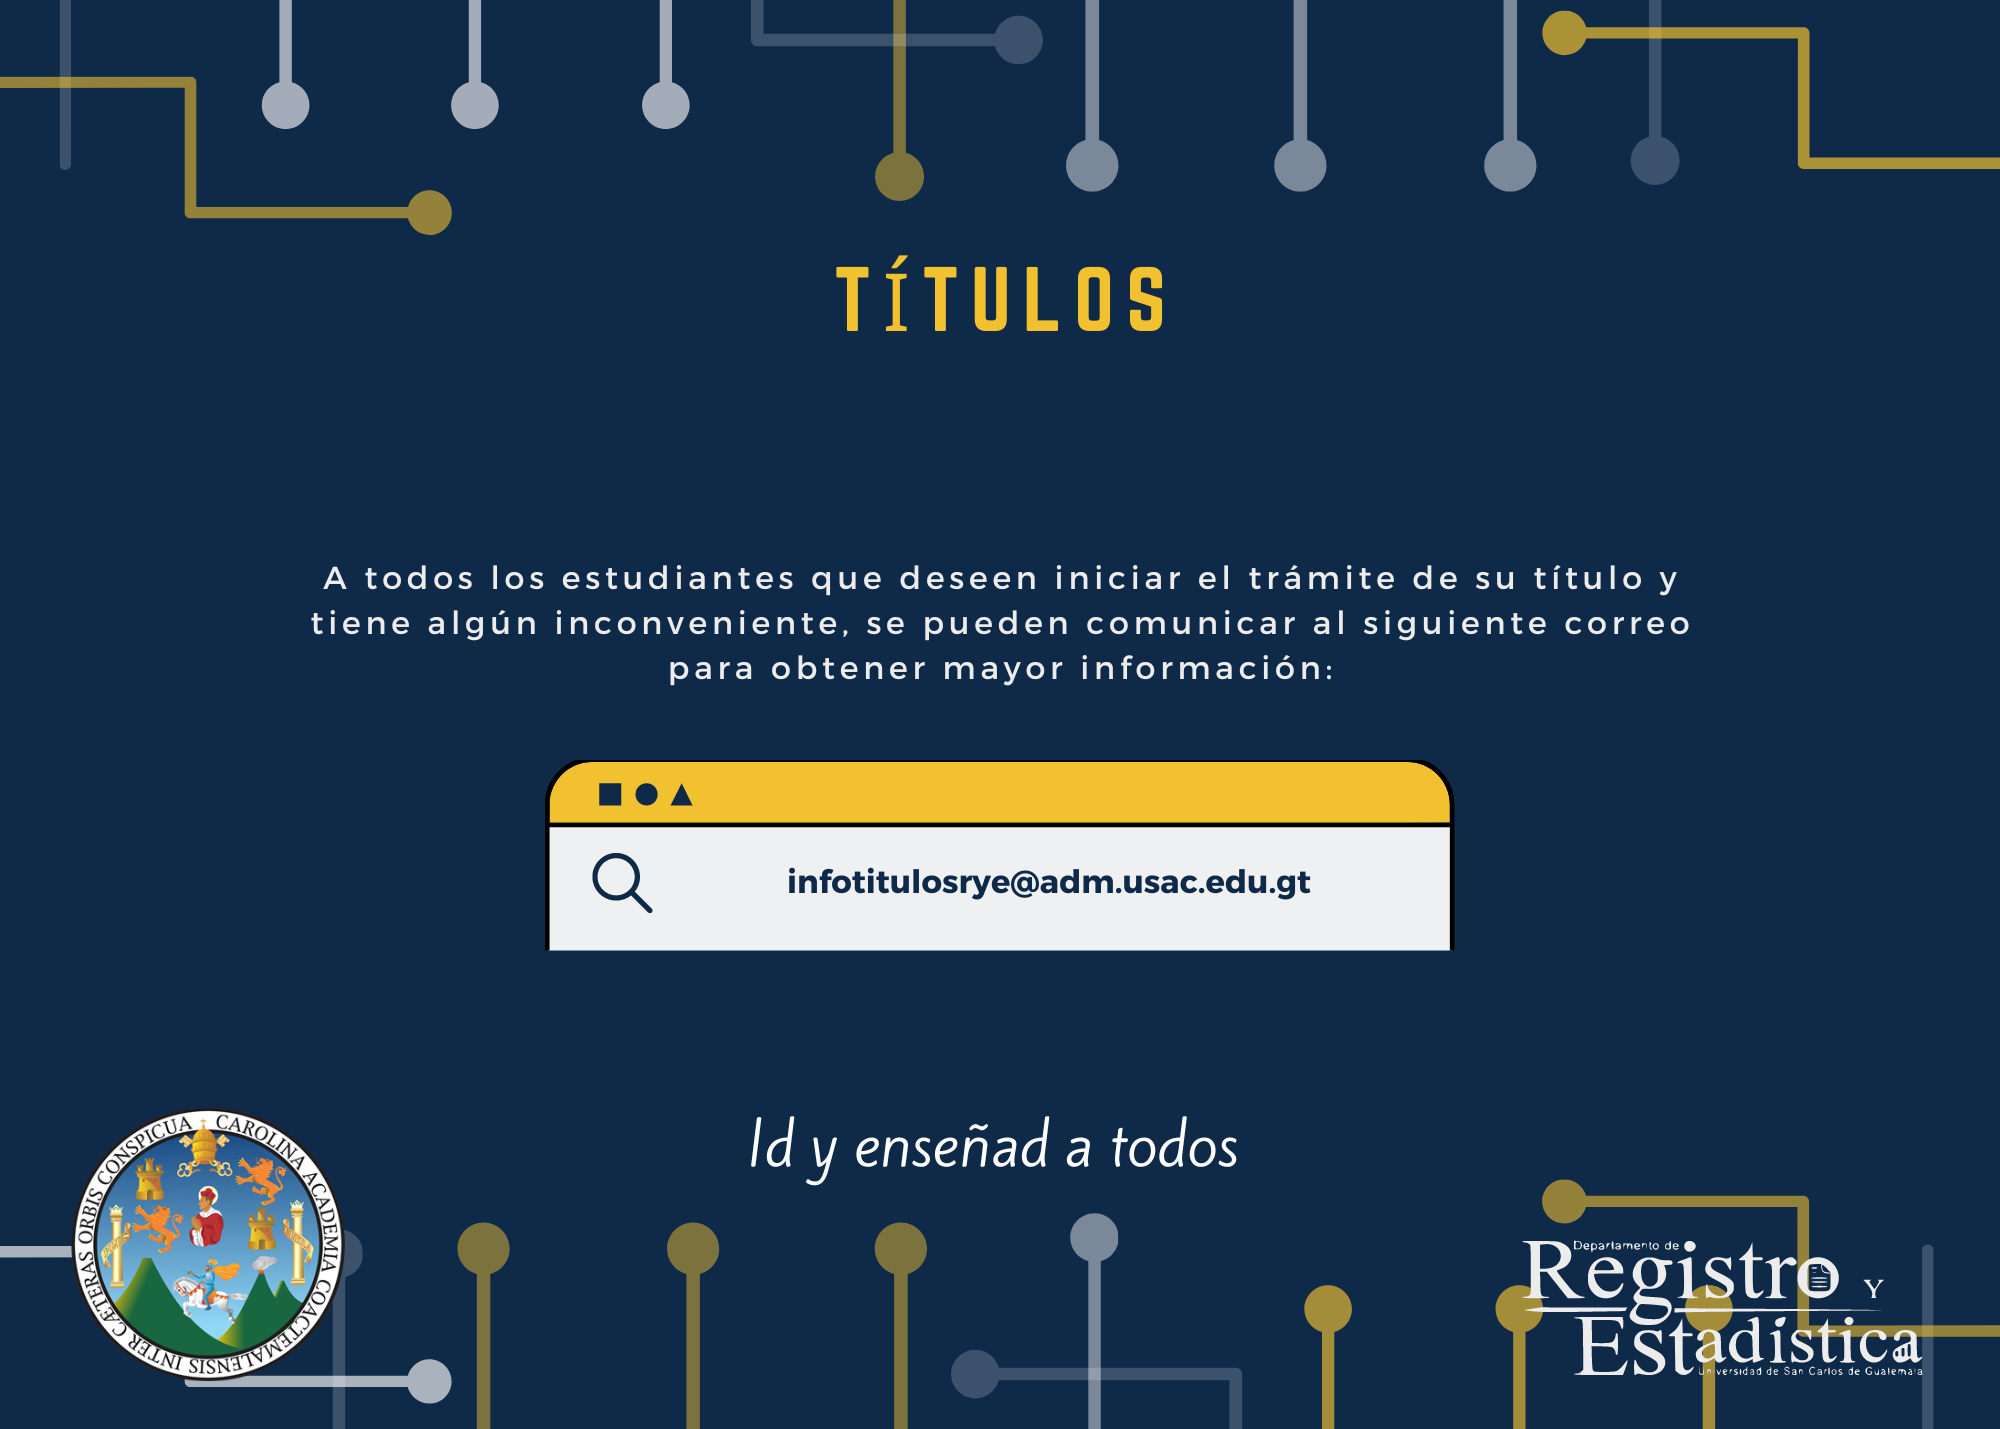 TÍTULOS
A todos los estudiantes que deseen iniciar el trámite de su título y
tiene algún inconveniente, se pueden comunicar al siguiente correo
para obtener mayor información:
infotitulosrye@adm.usac.edu.gt
Id y enseñad a todos
CAROLINA ACADEMIA COACTEMALENSIS INTER CÆTERAS ORBIS CONSPICUA
Departamento de
Registro Y
Estadística
Universidad de San Carlos de Guatemala